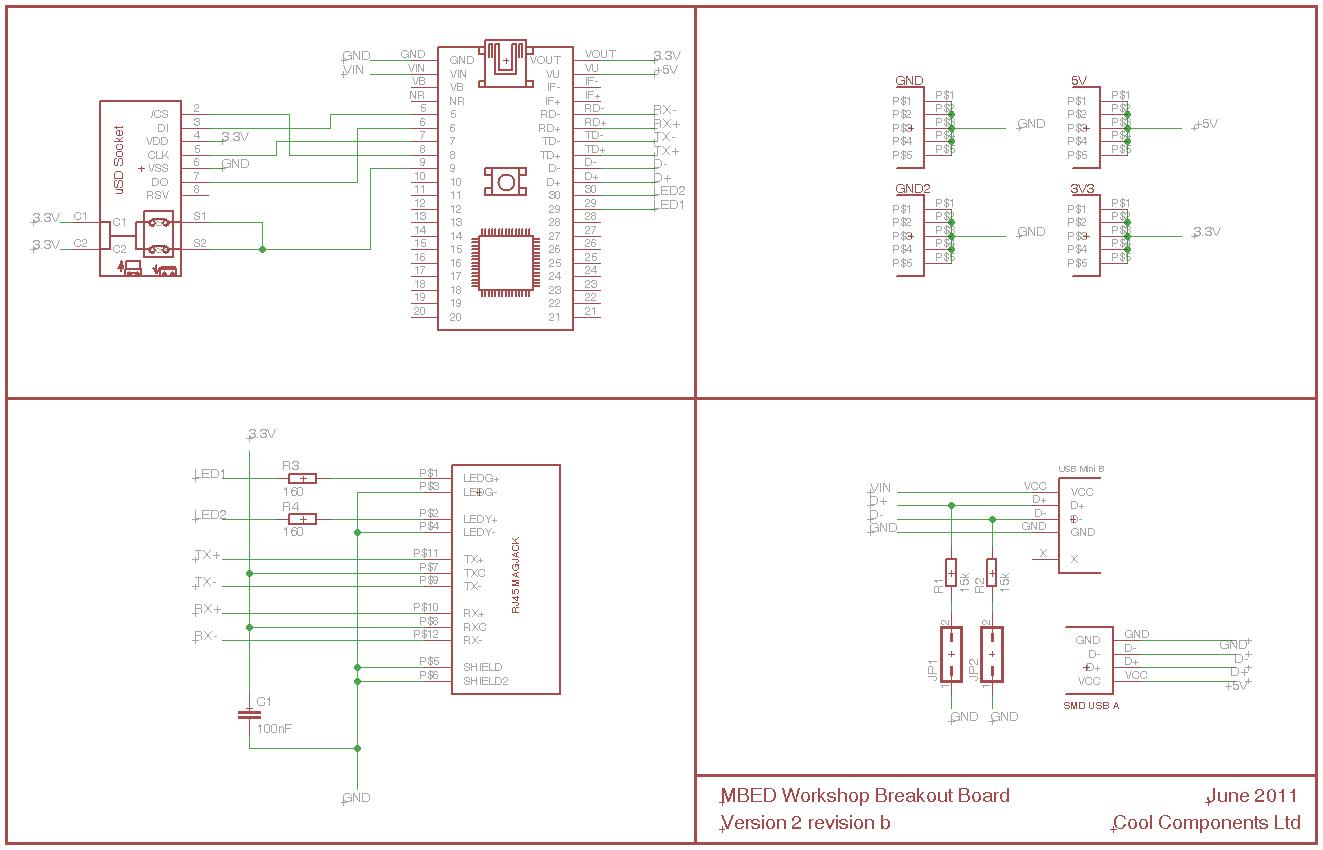 GND GND GND VOUT VOUT 3.3V
VIN VIN VIN VU VU +5V
VB VB IF- IF-
NR NR IF+ IF+
5 5 RD- RD- RX-
6 6 RD+ RD+ RX+
7 7 TD- TD- TX-
8 8 TD+ TD+ TX+
9 9 D- D- D-
10 10 D+ D+ D+
11 11 30 30 LED2
12 12 29 29 LED1
13 13 28 28
14 14 27 27
15 15 26 26
16 16 25 25
17 17 24 24
18 18 23 23
19 19 22 22
20 20 21 21
uSD Socket
/CS 2
DI 3
VDD 4 3.3V
CLK 5
VSS 6 GND
DO 7
RSV 8
3.3V C1 C1 S1
3.3V C2 C2 S2
GND
P$1 P$1
P$2 P$2
P$3 P$3 GND
P$4 P$4
P$5 P$5
5V
P$1 P$1
P$2 P$2
P$3 P$3 +5V
P$4 P$4
P$5 P$5
GND2
P$1 P$1
P$2 P$2
P$3 P$3 GND
P$4 P$4
P$5 P$5
3V3
P$1 P$1
P$2 P$2
P$3 P$3 3.3V
P$4 P$4
P$5 P$5
3.3V
LED1 R3 160 P$1 LEDG+
P$3 LEDG-
LED2 R4 160 P$2 LEDY+
P$4 LEDY-
TX+ P$11 TX+
P$7 TXC
TX- P$9 TX-
RX+ P$10 RX+
P$8 RXC
RX- P$12 RX-
P$5 SHIELD
P$6 SHIELD2
RJ45 MAGJACK
C1
100nF
GND
USB Mini B
VIN VCC VCC
D+ D+ D+
D- D- D-
GND GND GND
X X
R1 15k R2 15k
2 2
JP1 JP2
1 1
GND GND
GND GND GND
D- D- D-
D+ D+ D+
VCC VCC +5V
SMD USB A
MBED Workshop Breakout Board June 2011
Version 2 revision b Cool Components Ltd